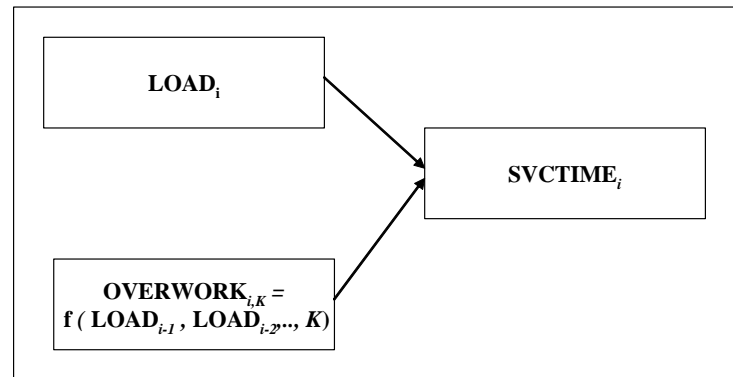 LOADi
SVCTIMEi
OVERWORKi,K =
f ( LOADi-1 , LOADi-2,.., K)